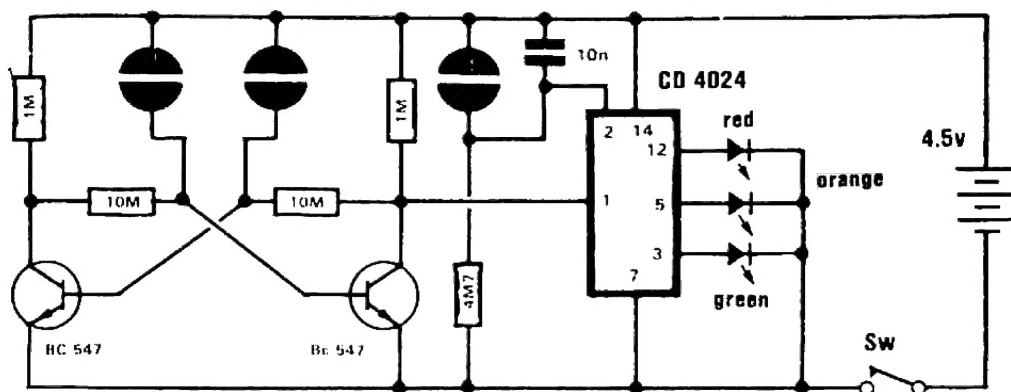 10n
CD 4024
1M
1M
2
14
red
12
4.5v
orange
10M
10M
1
5
3
7
green
4M7
BC 547
Bc 547
Sw